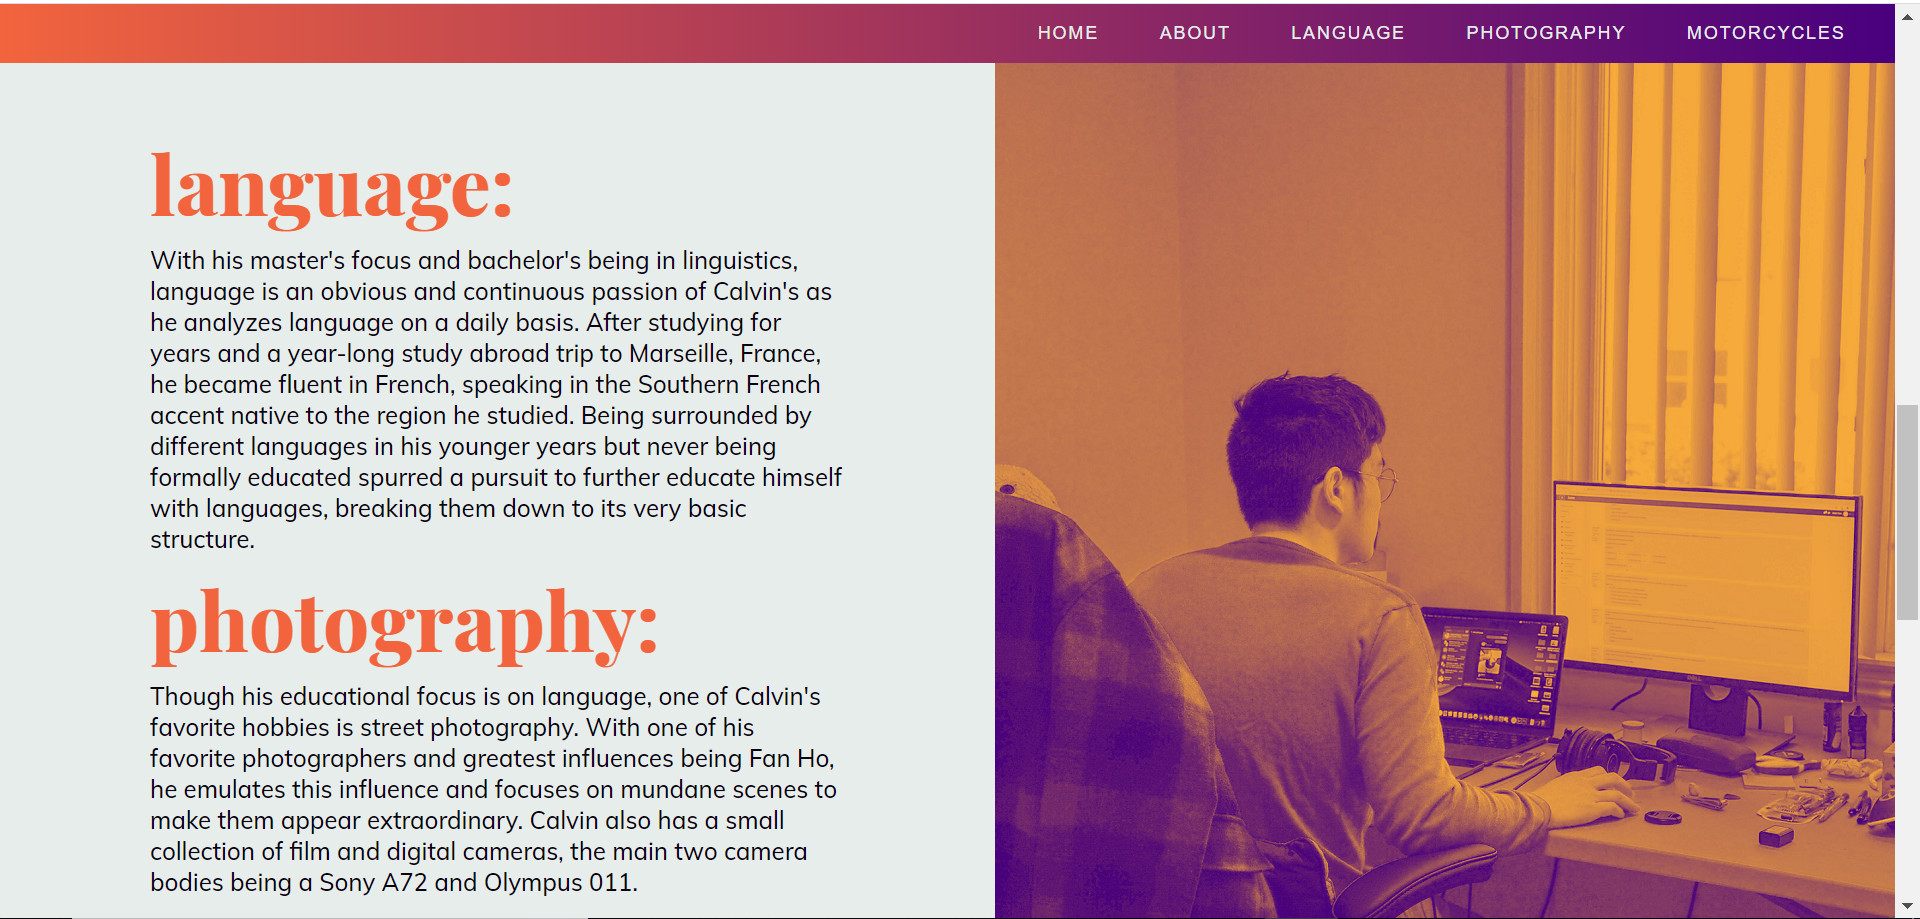 HOME ABOUT LANGUAGE PHOTOGRAPHY MOTORCYCLES
language:
With his master's focus and bachelor's being in linguistics,
language is an obvious and continuous passion of Calvin's as
he analyzes language on a daily basis. After studying for
years and a year-long study abroad trip to Marseille, France,
he became fluent in French, speaking in the Southern French
accent native to the region he studied. Being surrounded by
different languages in his younger years but never being
formally educated spurred a pursuit to further educate himself
with languages, breaking them down to its very basic
structure.
photography:
Though his educational focus is on language, one of Calvin's
favorite hobbies is street photography. With one of his
favorite photographers and greatest influences being Fan Ho,
he emulates this influence and focuses on mundane scenes to
make them appear extraordinary. Calvin also has a small
collection of film and digital cameras, the main two camera
bodies being a Sony A72 and Olympus 011.
DELL